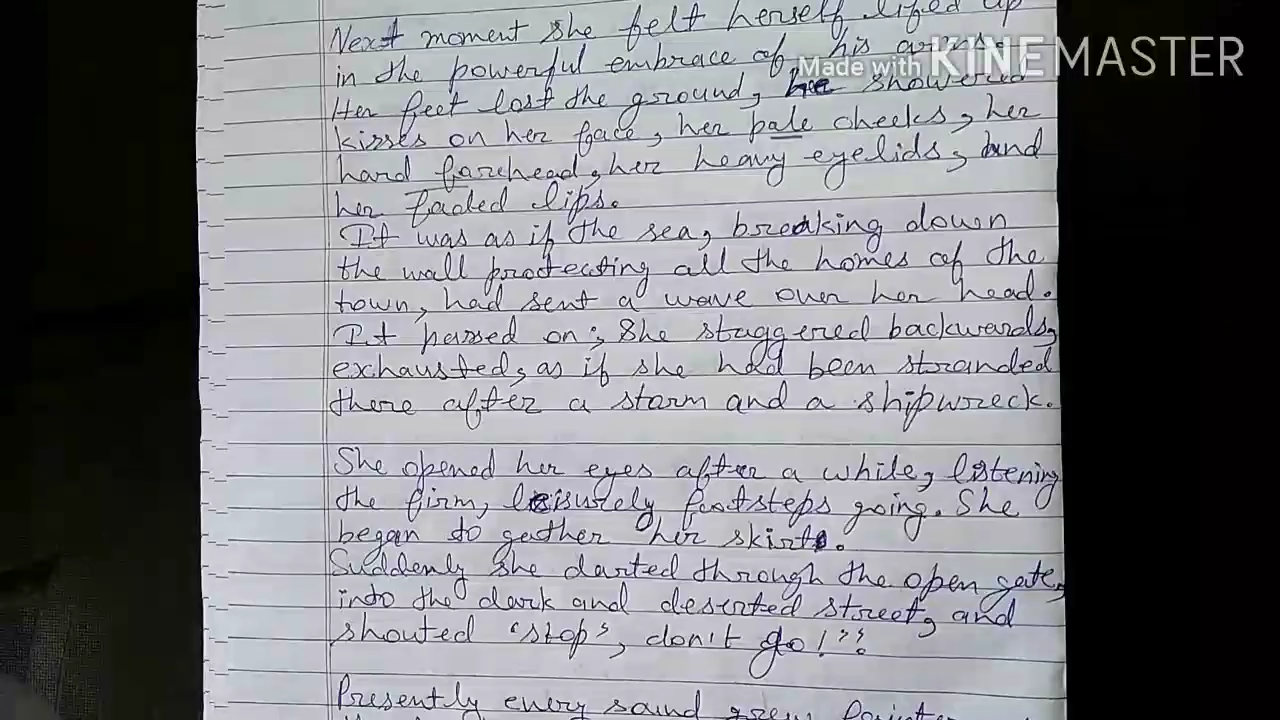 Next moment she felt herself lifted up
in the powerful embrace of his arms.
Made with KINEMASTER
Her feet lost the ground, he showered
kisses on her face, her pale cheeks, her
hard forehead, her heavy eyelids, and
her faded lips.
It was as if the sea, breaking down
the wall protecting all the homes of the
town, had sent a wave over her head.
It passed on; She staggered backwards,
exhausted, as if she had been stranded
there after a storm and a shipwreck.
She opened her eyes after a while, listening
the firm, leisurely footsteps going. She
began to gather her skirts.
Suddenly she darted through the open gate,
into the dark and deserted street, and
shouted "stop", don't go!"
Presently every sound grew fainter